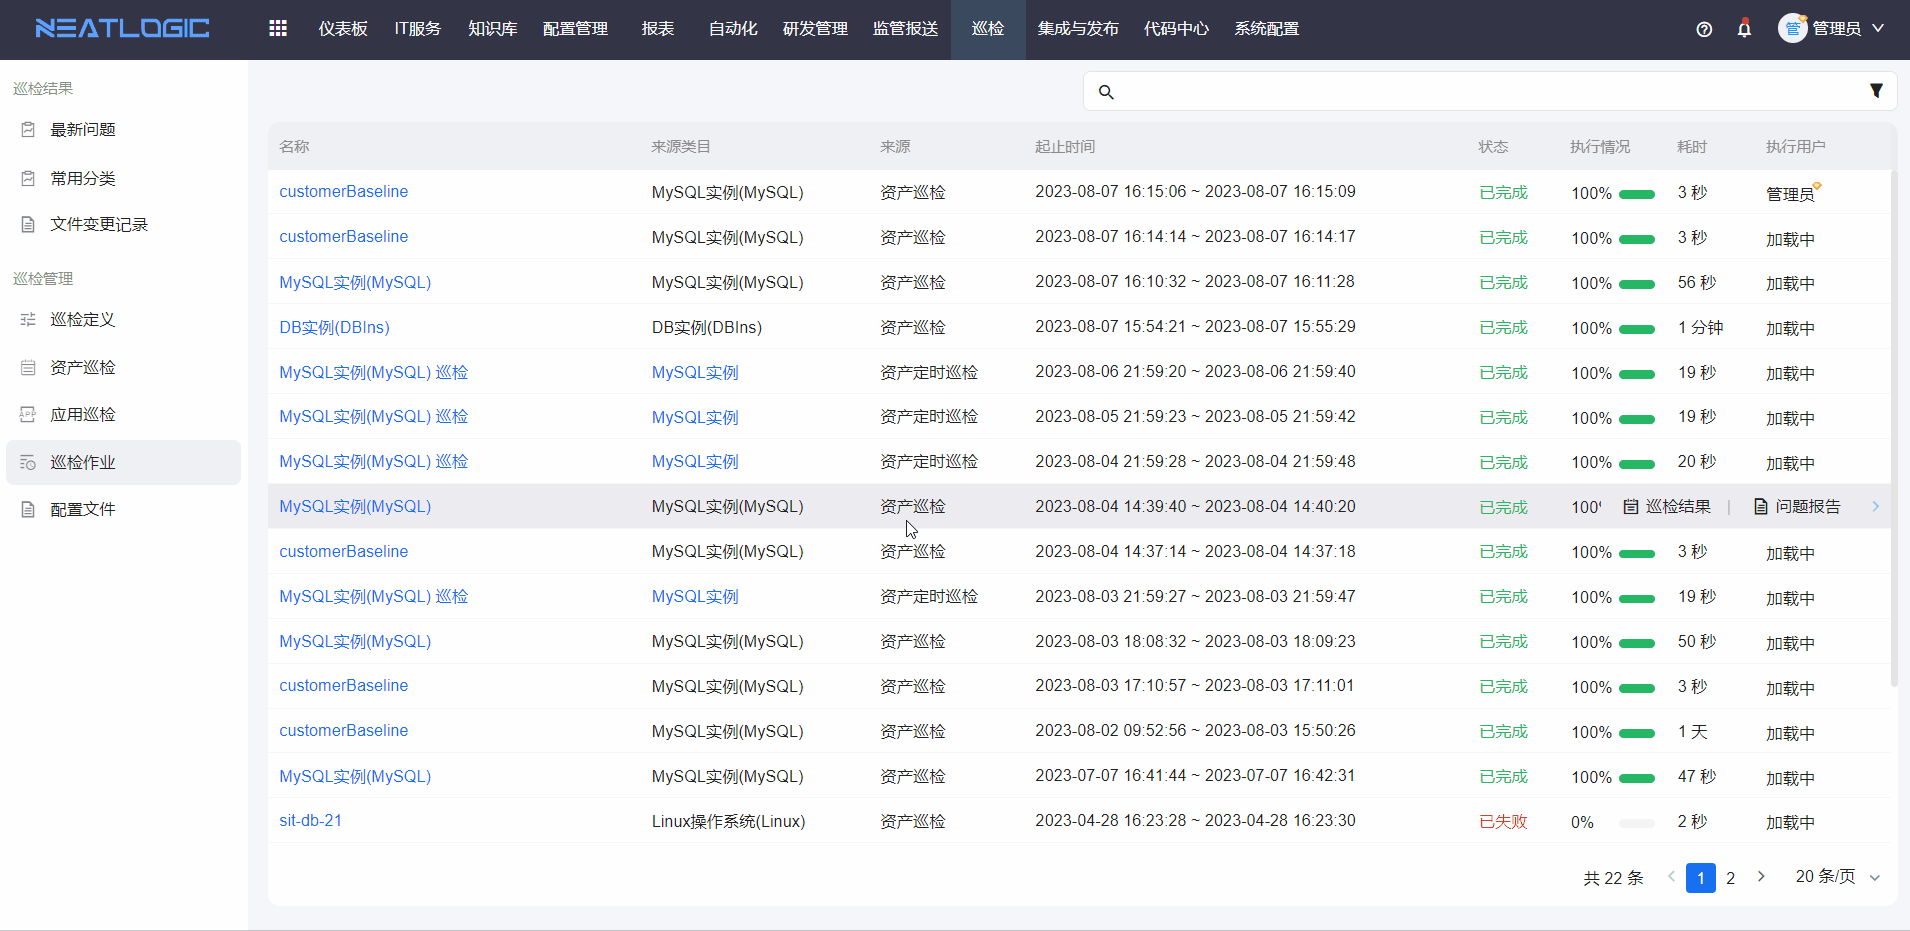 NEATLOGIC 仪表板 IT服务 知识库 配置管理 报表 自动化 研发管理 监管报送 巡检 集成与发布 代码中心 系统配置 管 管理员
巡检结果
最新问题
常用分类
文件变更记录
巡检管理
巡检定义
资产巡检
APP 应用巡检
巡检作业
配置文件
名称 来源类目 来源 起止时间 状态 执行情况 耗时 执行用户
customerBaseline MySQL实例(MySQL) 资产巡检 2023-08-07 16:15:06 ~ 2023-08-07 16:15:09 已完成 100% 3 秒 管理员
customerBaseline MySQL实例(MySQL) 资产巡检 2023-08-07 16:14:14 ~ 2023-08-07 16:14:17 已完成 100% 3 秒 加载中
MySQL实例(MySQL) MySQL实例(MySQL) 资产巡检 2023-08-07 16:10:32 ~ 2023-08-07 16:11:28 已完成 100% 56 秒 加载中
DB实例(DBIns) DB实例(DBIns) 资产巡检 2023-08-07 15:54:21 ~ 2023-08-07 15:55:29 已完成 100% 1 分钟 加载中
MySQL实例(MySQL) 巡检 MySQL实例 资产定时巡检 2023-08-06 21:59:20 ~ 2023-08-06 21:59:40 已完成 100% 19 秒 加载中
MySQL实例(MySQL) 巡检 MySQL实例 资产定时巡检 2023-08-05 21:59:23 ~ 2023-08-05 21:59:42 已完成 100% 19 秒 加载中
MySQL实例(MySQL) 巡检 MySQL实例 资产定时巡检 2023-08-04 21:59:28 ~ 2023-08-04 21:59:48 已完成 100% 20 秒 加载中
MySQL实例(MySQL) MySQL实例(MySQL) 资产巡检 2023-08-04 14:39:40 ~ 2023-08-04 14:40:20 已完成 100 巡检结果 | 问题报告
customerBaseline MySQL实例(MySQL) 资产巡检 2023-08-04 14:37:14 ~ 2023-08-04 14:37:18 已完成 100% 3 秒 加载中
MySQL实例(MySQL) 巡检 MySQL实例 资产定时巡检 2023-08-03 21:59:27 ~ 2023-08-03 21:59:47 已完成 100% 19 秒 加载中
MySQL实例(MySQL) MySQL实例(MySQL) 资产巡检 2023-08-03 18:08:32 ~ 2023-08-03 18:09:23 已完成 100% 50 秒 加载中
customerBaseline MySQL实例(MySQL) 资产巡检 2023-08-03 17:10:57 ~ 2023-08-03 17:11:01 已完成 100% 3 秒 加载中
customerBaseline MySQL实例(MySQL) 资产巡检 2023-08-02 09:52:56 ~ 2023-08-03 15:50:26 已完成 100% 1 天 加载中
MySQL实例(MySQL) MySQL实例(MySQL) 资产巡检 2023-07-07 16:41:44 ~ 2023-07-07 16:42:31 已完成 100% 47 秒 加载中
sit-db-21 Linux操作系统(Linux) 资产巡检 2023-04-28 16:23:28 ~ 2023-04-28 16:23:30 已失败 0% 2 秒 加载中
共 22 条 1 2 20 条/页